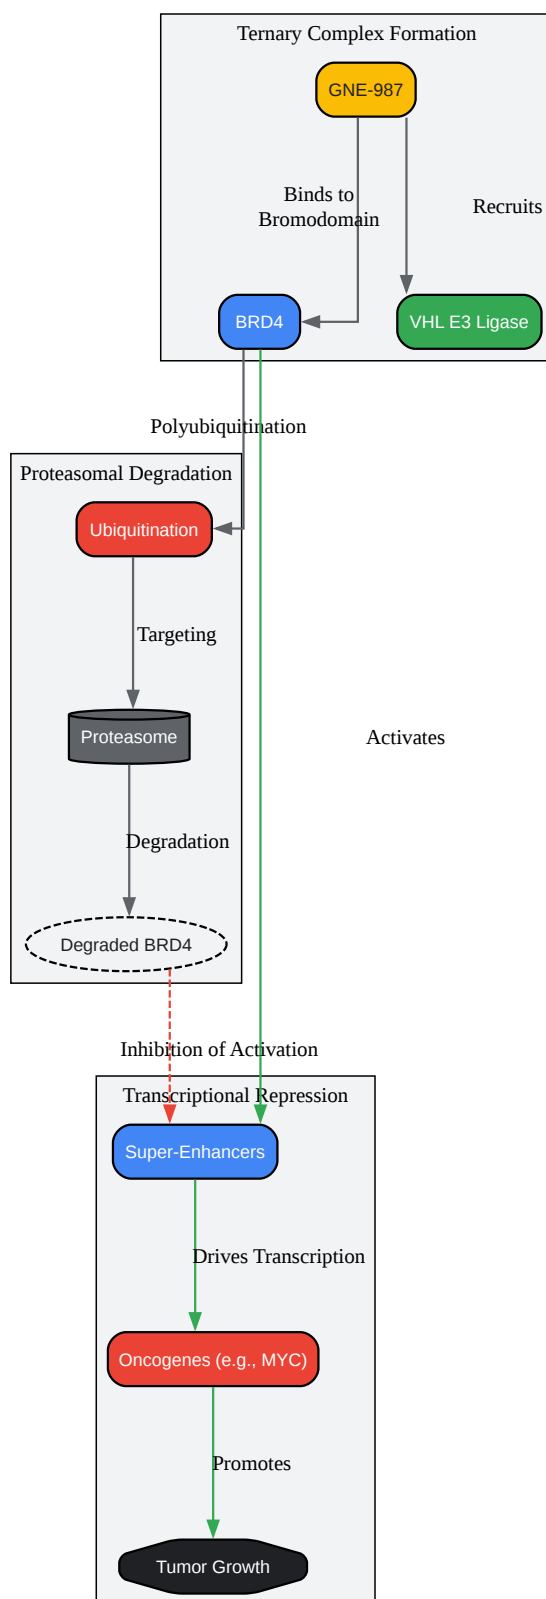 Ternary Complex Formation
GNE-987
Binds to
Bromodomain
Recruits
BRD4
VHL E3 Ligase
Polyubiquitination
Proteasomal Degradation
Ubiquitination
Targeting
Proteasome
Activates
Degradation
Degraded BRD4
Inhibition of Activation
Transcriptional Repression
Super-Enhancers
Drives Transcription
Oncogenes (e.g., MYC)
Promotes
Tumor Growth